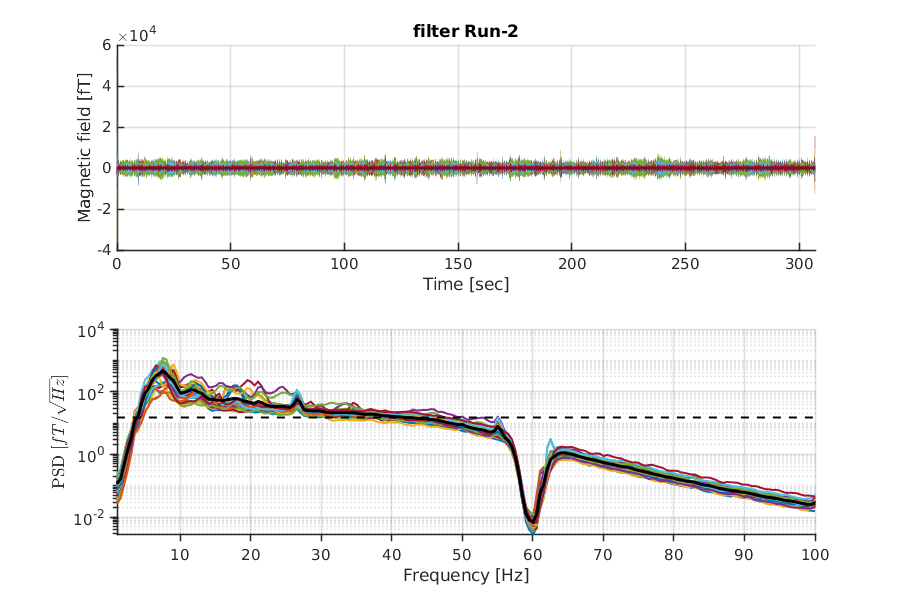 filter Run-2
×10⁴
6
4
2
0
-2
-4
Magnetic field [fT]
0 50 100 150 200 250 300
Time [sec]
10⁴
10²
10⁰
10⁻²
PSD [fT/√Hz]
10 20 30 40 50 60 70 80 90 100
Frequency [Hz]